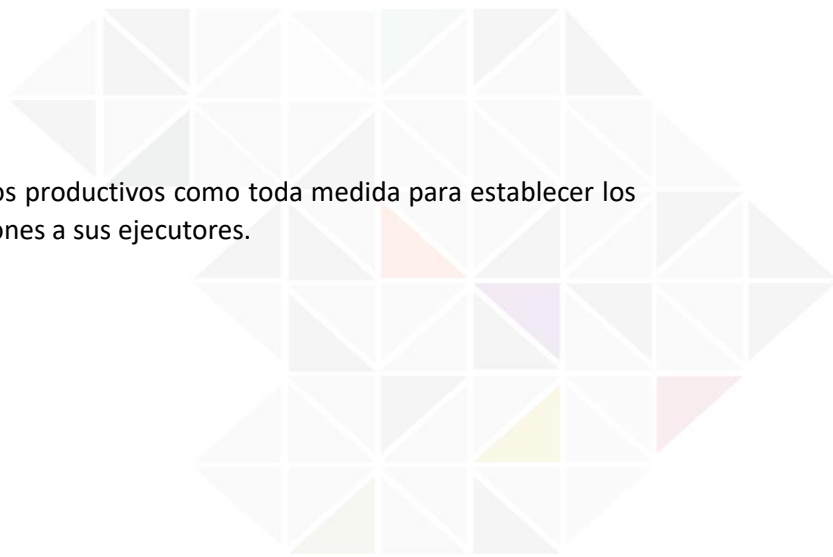 os productivos como toda medida para establecer los
ones a sus ejecutores.